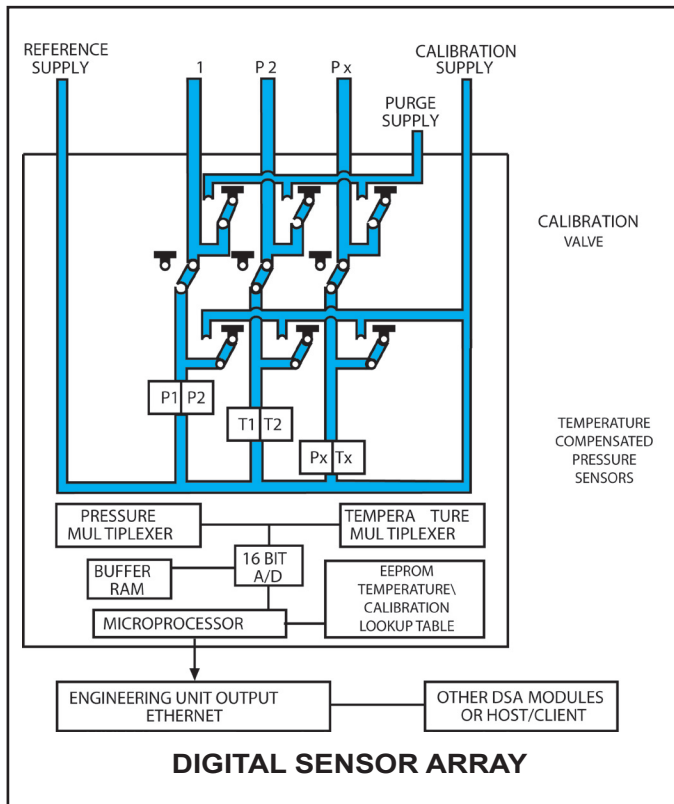 REFERENCE
SUPPLY
1
P 2
P x
CALIBRATION
SUPPLY
PURGE
SUPPLY
CALIBRATION
VALVE
P1 P2
T1 T2
Px Tx
TEMPERATURE
COMPENSATED
PRESSURE
SENSORS
PRESSURE
MUL TIPLEXER
TEMPERA TURE
MUL TIPLEXER
16 BIT
A/D
BUFFER
RAM
EEPROM
TEMPERATURE\
CALIBRATION
LOOKUP TABLE
MICROPROCESSOR
ENGINEERING UNIT OUTPUT
ETHERNET
OTHER DSA MODULES
OR HOST/CLIENT
DIGITAL SENSOR ARRAY